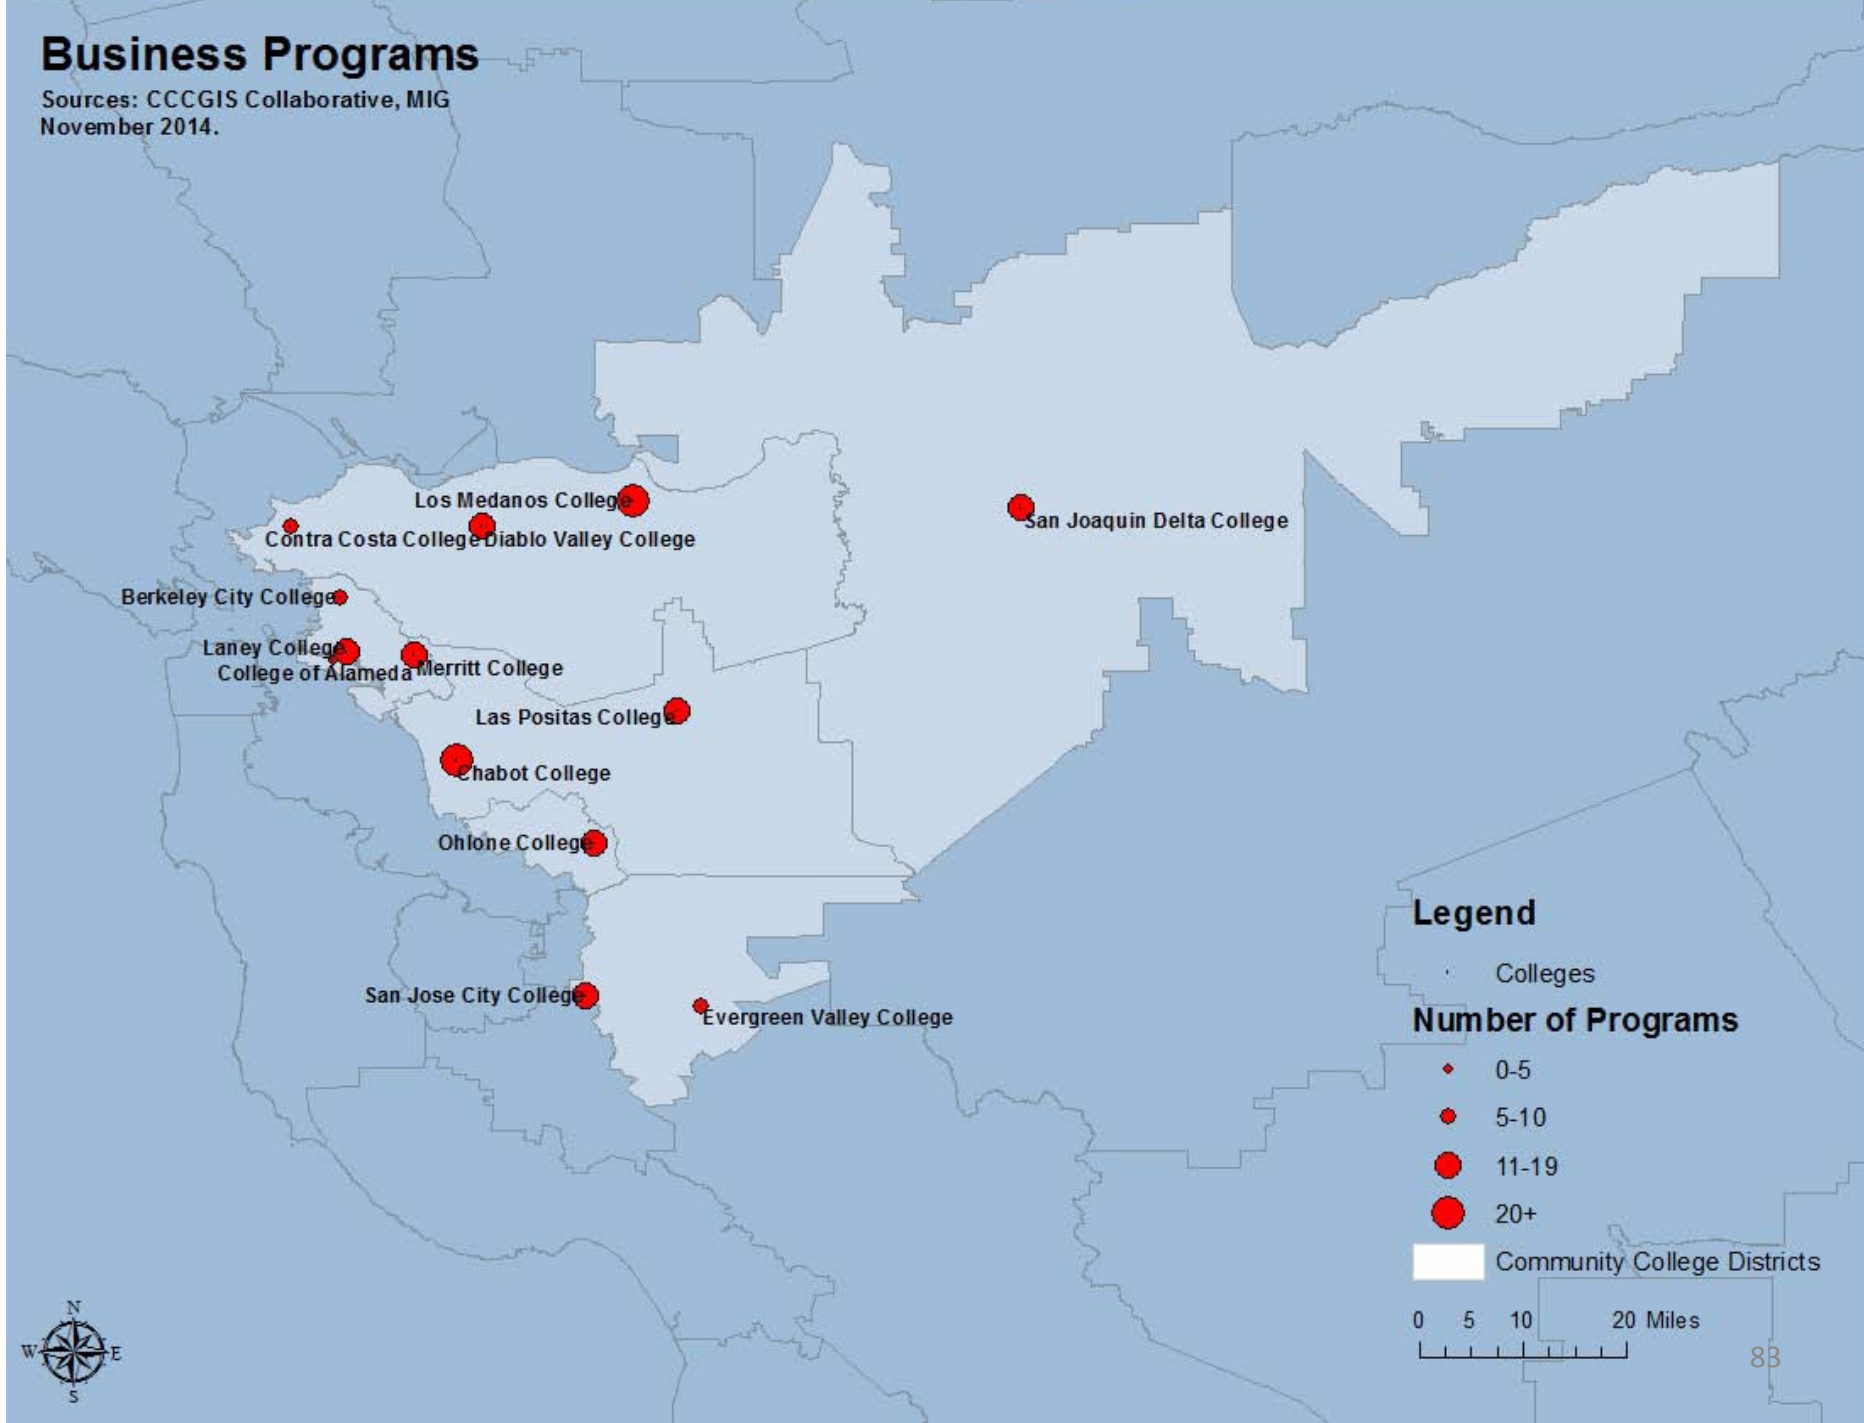 Business Programs
Sources: CCCGIS Collaborative, MIG
November 2014.
Los Medanos College
San Joaquin Delta College
Contra Costa College
Diablo Valley College
Berkeley City College
Laney College
Merritt College
College of Alameda
Las Positas College
Chabot College
Ohlone College
San Jose City College
Evergreen Valley College
Legend
Colleges
Number of Programs
0-5
5-10
11-19
20+
Community College Districts
0 5 10 20 Miles
83
N
W E
S